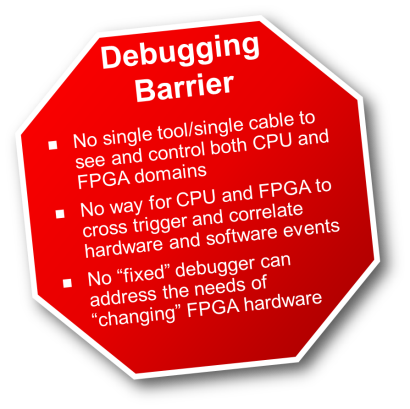 Debugging
Barrier
▪ No single tool/single cable to
see and control both CPU and
FPGA domains
▪ No way for CPU and FPGA to
cross trigger and correlate
hardware and software events
▪ No “fixed” debugger can
address the needs of
“changing” FPGA hardware